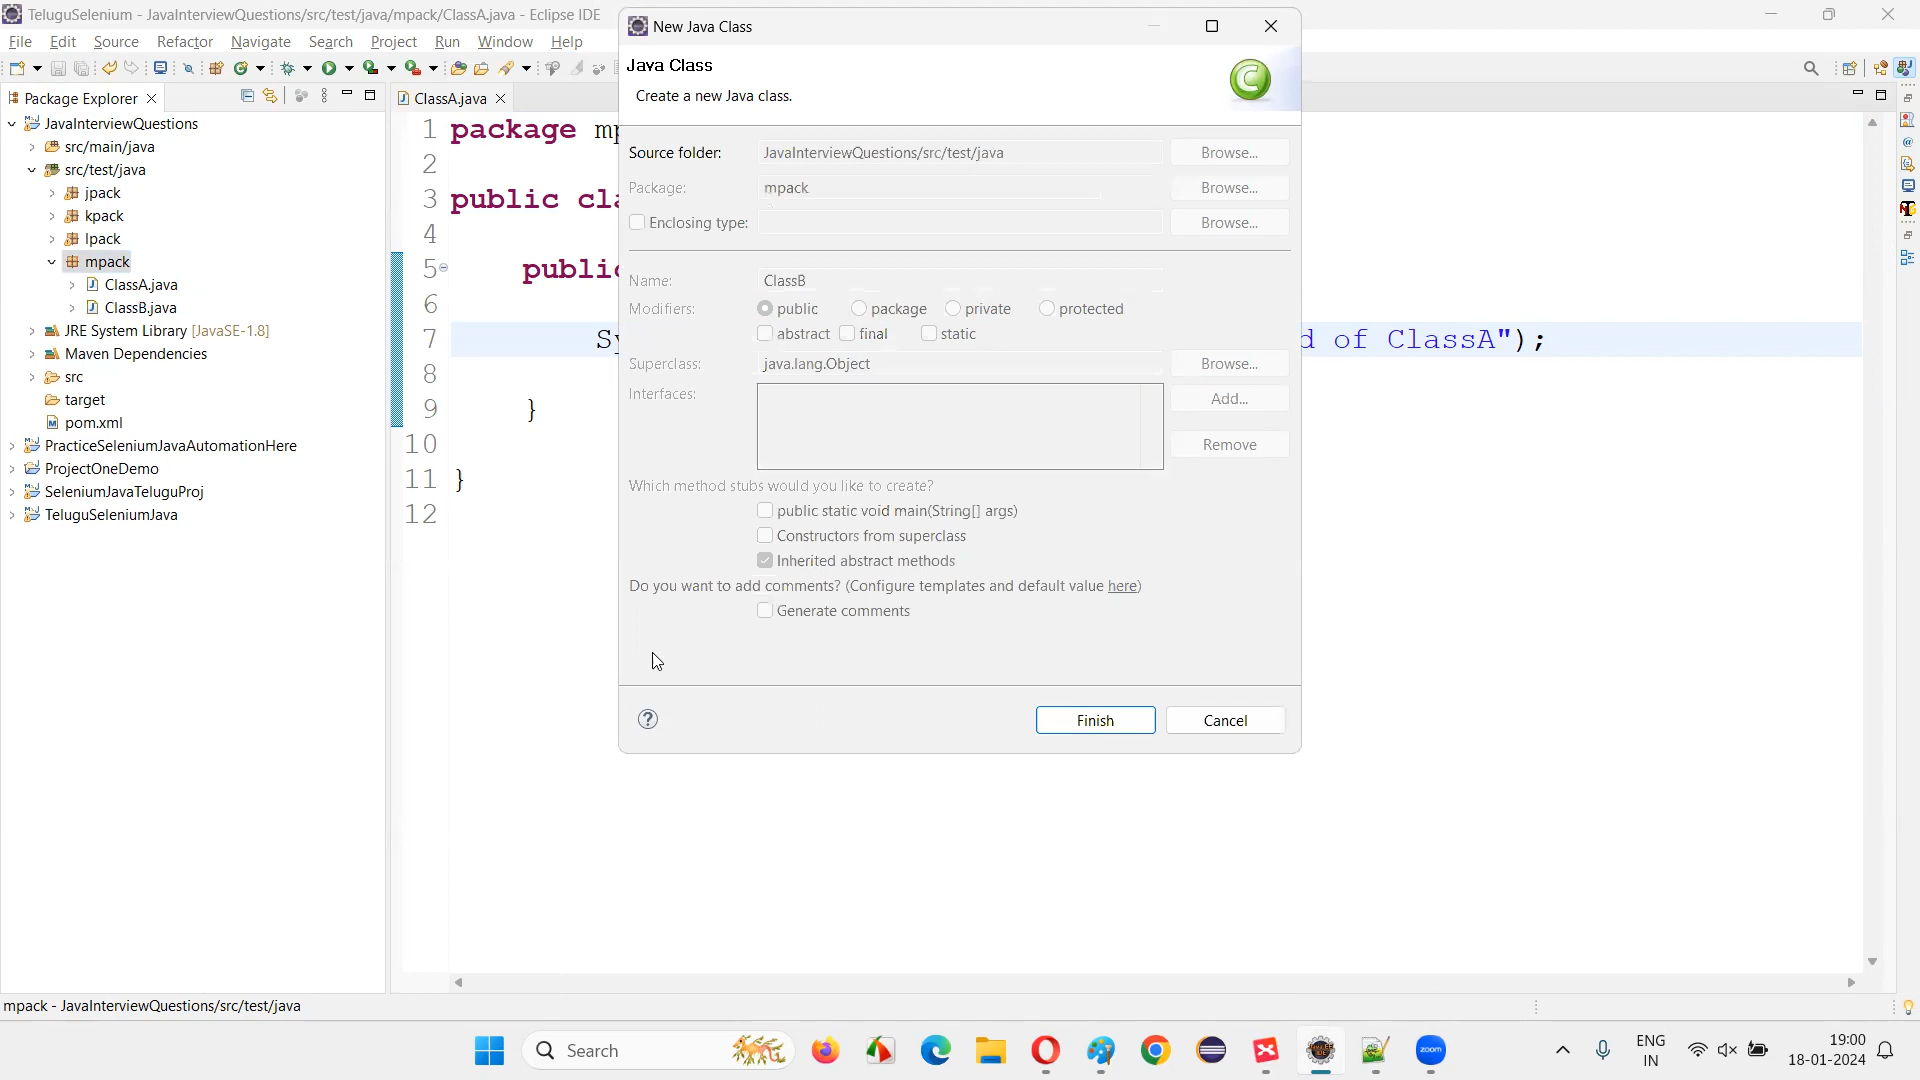 TeluguSelenium - JavaInterviewQuestions/src/test/java/mpack/ClassA.java - Eclipse IDE
File Edit Source Refactor Navigate Search Project Run Window Help
Package Explorer
JavaInterviewQuestions
src/main/java
src/test/java
jpack
kpack
lpack
mpack
ClassA.java
ClassB.java
JRE System Library [JavaSE-1.8]
Maven Dependencies
src
target
pom.xml
PracticeSeleniumJavaAutomationHere
ProjectOneDemo
SeleniumJavaTeluguProj
TeluguSeleniumJava
ClassA.java
1 package mp
2
3 public cla
4
5 public
6
7 Sy d of ClassA");
8
9 }
10
11 }
12
New Java Class
Java Class
Create a new Java class.
Source folder: JavaInterviewQuestions/src/test/java Browse...
Package: mpack Browse...
Enclosing type: Browse...
Name: ClassB
Modifiers: public package private protected
abstract final static
Superclass: java.lang.Object Browse...
Interfaces: Add...
Remove
Which method stubs would you like to create?
public static void main(String[] args)
Constructors from superclass
Inherited abstract methods
Do you want to add comments? (Configure templates and default value here)
Generate comments
Finish Cancel
mpack - JavaInterviewQuestions/src/test/java
Search
zoom
ENG
IN
19:00
18-01-2024